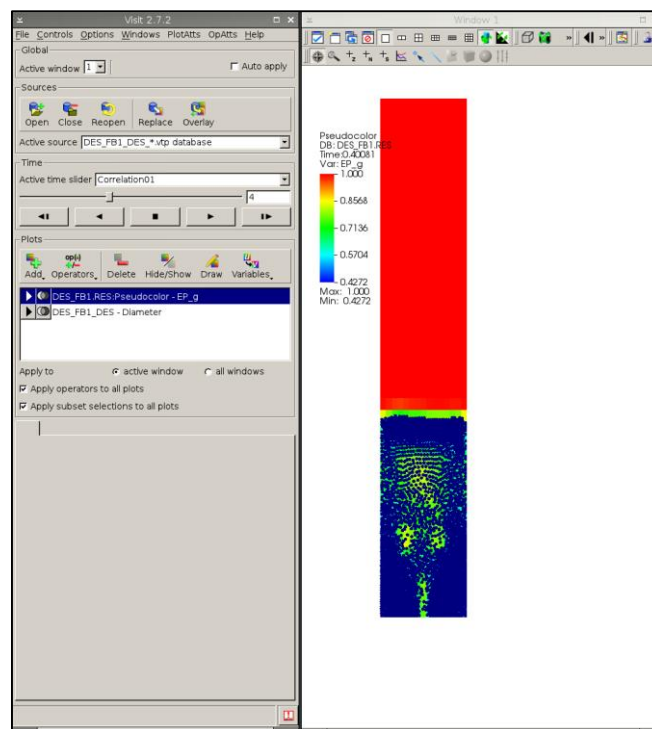 VisIt 2.7.2
File Controls Options Windows PlotAtts OpAtts Help
Global
Active window 1
Auto apply
Sources
Open Close Reopen Replace Overlay
Active source DES_FB1_DES_*.vtp database
Time
Active time slider Correlation01
4
Plots
op(-)
Add Operators Delete Hide/Show Draw Variables
DES_FB1.RES:Pseudocolor - EP_g
DES_FB1_DES - Diameter
Apply to active window all windows
Apply operators to all plots
Apply subset selections to all plots
Window 1
Pseudocolor
DB: DES_FB1.RES
Time:0.40081
Var: EP_g
1.000
0.8568
0.7136
0.5704
0.4272
Max: 1.000
Min: 0.4272